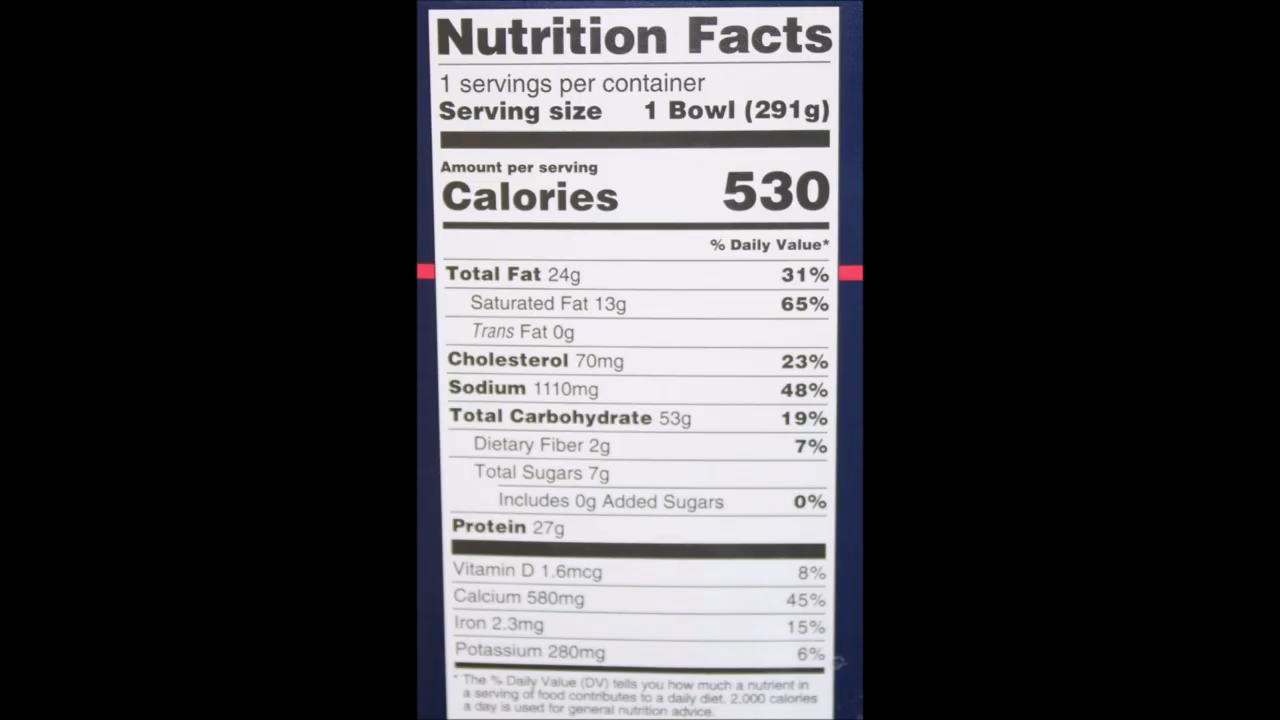 Nutrition Facts
1 servings per container
Serving size 1 Bowl (291g)
Amount per serving
Calories 530
% Daily Value*
Total Fat 24g 31%
Saturated Fat 13g 65%
Trans Fat 0g
Cholesterol 70mg 23%
Sodium 1110mg 48%
Total Carbohydrate 53g 19%
Dietary Fiber 2g 7%
Total Sugars 7g
Includes 0g Added Sugars 0%
Protein 27g
Vitamin D 1.6mcg 8%
Calcium 580mg 45%
Iron 2.3mg 15%
Potassium 280mg 6%
* The % Daily Value (DV) tells you how much a nutrient in
a serving of food contributes to a daily diet. 2,000 calories
a day is used for general nutrition advice.